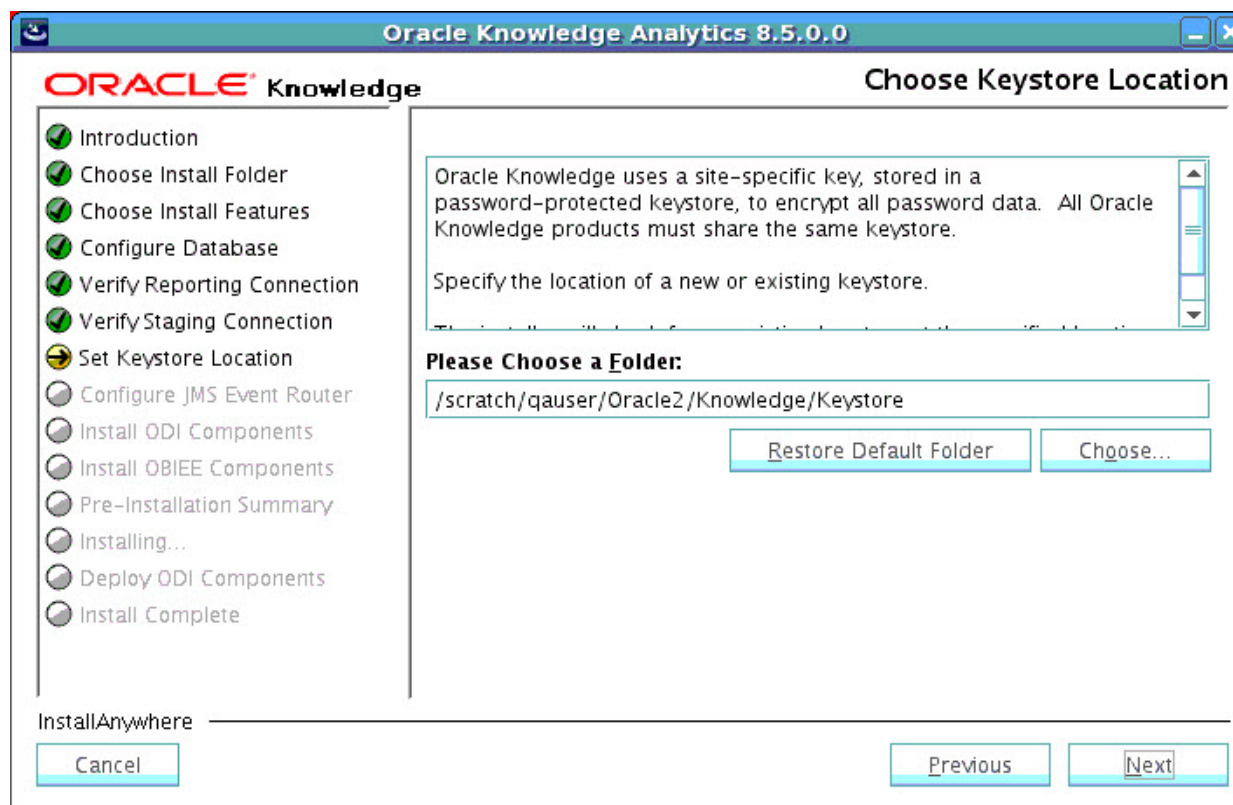 Oracle Knowledge Analytics 8.5.0.0
ORACLE Knowledge
Choose Keystore Location
Introduction
Choose Install Folder
Choose Install Features
Configure Database
Verify Reporting Connection
Verify Staging Connection
Set Keystore Location
Configure JMS Event Router
Install ODI Components
Install OBIEE Components
Pre-Installation Summary
Installing...
Deploy ODI Components
Install Complete
Oracle Knowledge uses a site-specific key, stored in a
password-protected keystore, to encrypt all password data.  All Oracle
Knowledge products must share the same keystore.
Specify the location of a new or existing keystore.
Please Choose a Folder:
/scratch/qauser/Oracle2/Knowledge/Keystore
Restore Default Folder
Choose...
InstallAnywhere
Cancel
Previous
Next